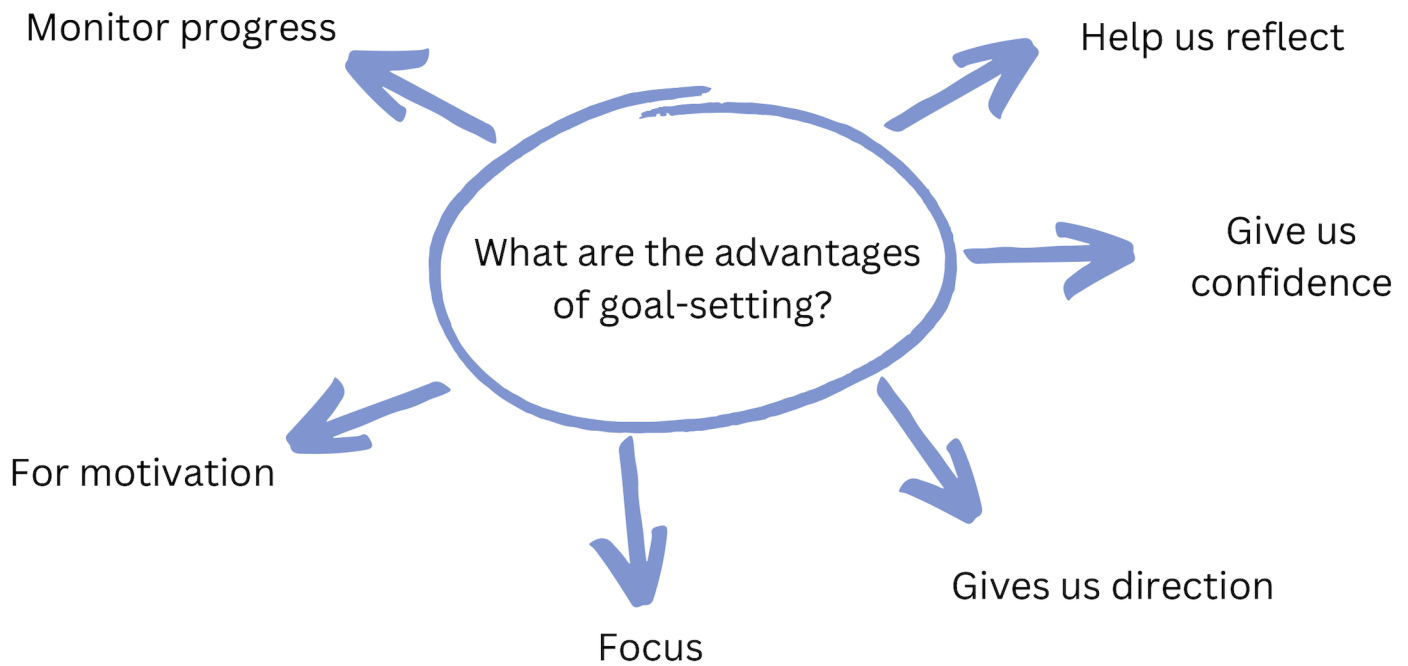 Monitor progress
Help us reflect
What are the advantages
of goal-setting?
Give us
confidence
For motivation
Gives us direction
Focus